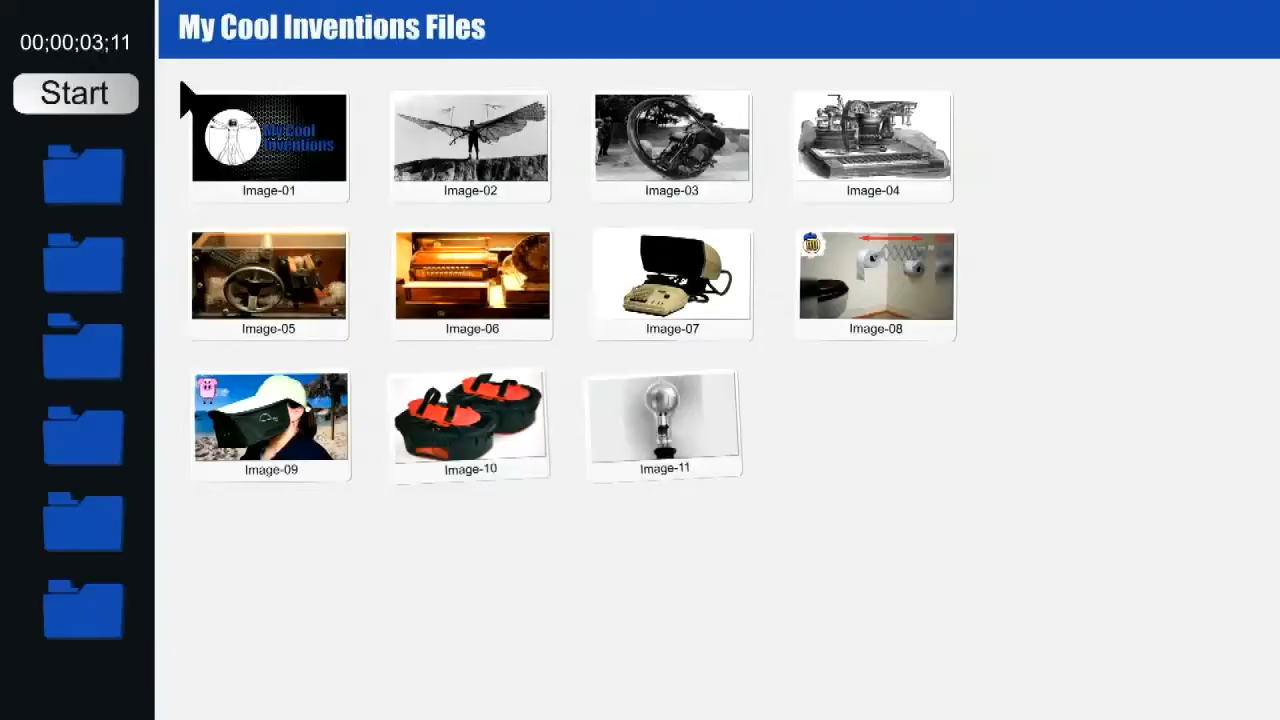 00;00;03;11
My Cool Inventions Files
Start
My Cool
Inventions
Image-01
Image-02
Image-03
Image-04
Image-05
Image-06
Image-07
Image-08
Image-09
Image-10
Image-11